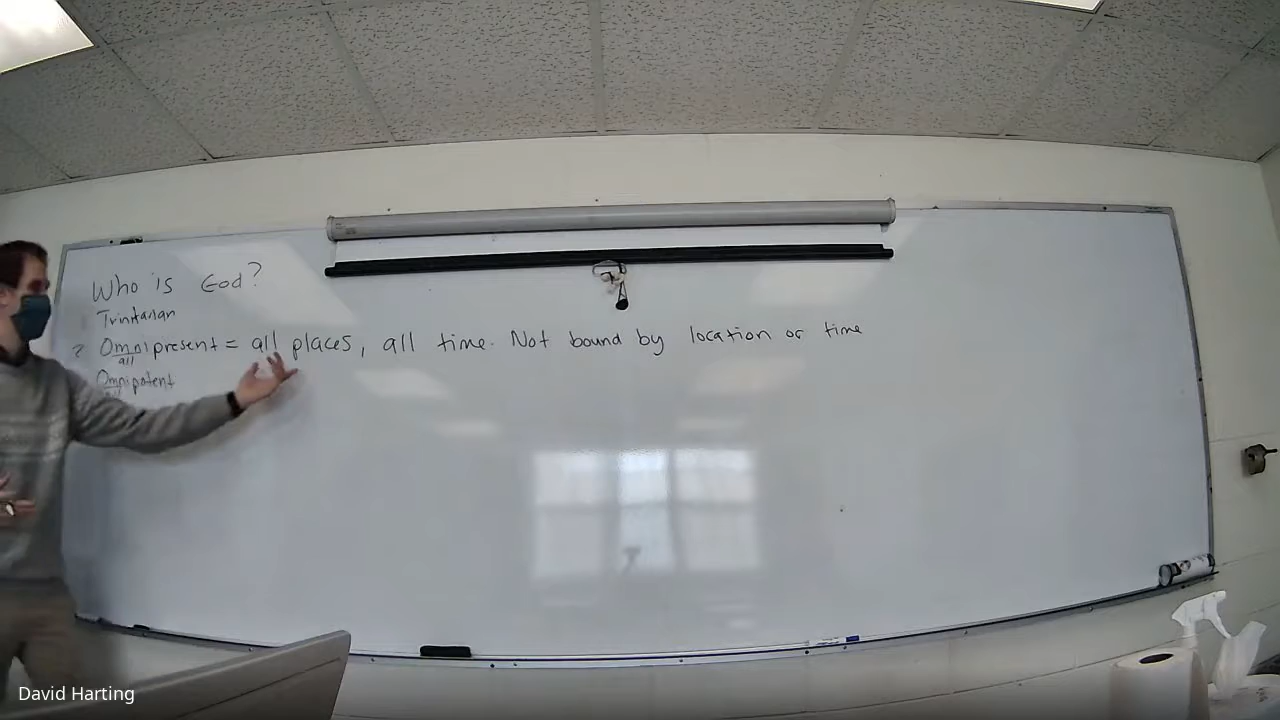 Who is God?
Trinitarian
? Omnipresent = all places, all time. Not bound by location or time
all
Omnipotent
David Harting